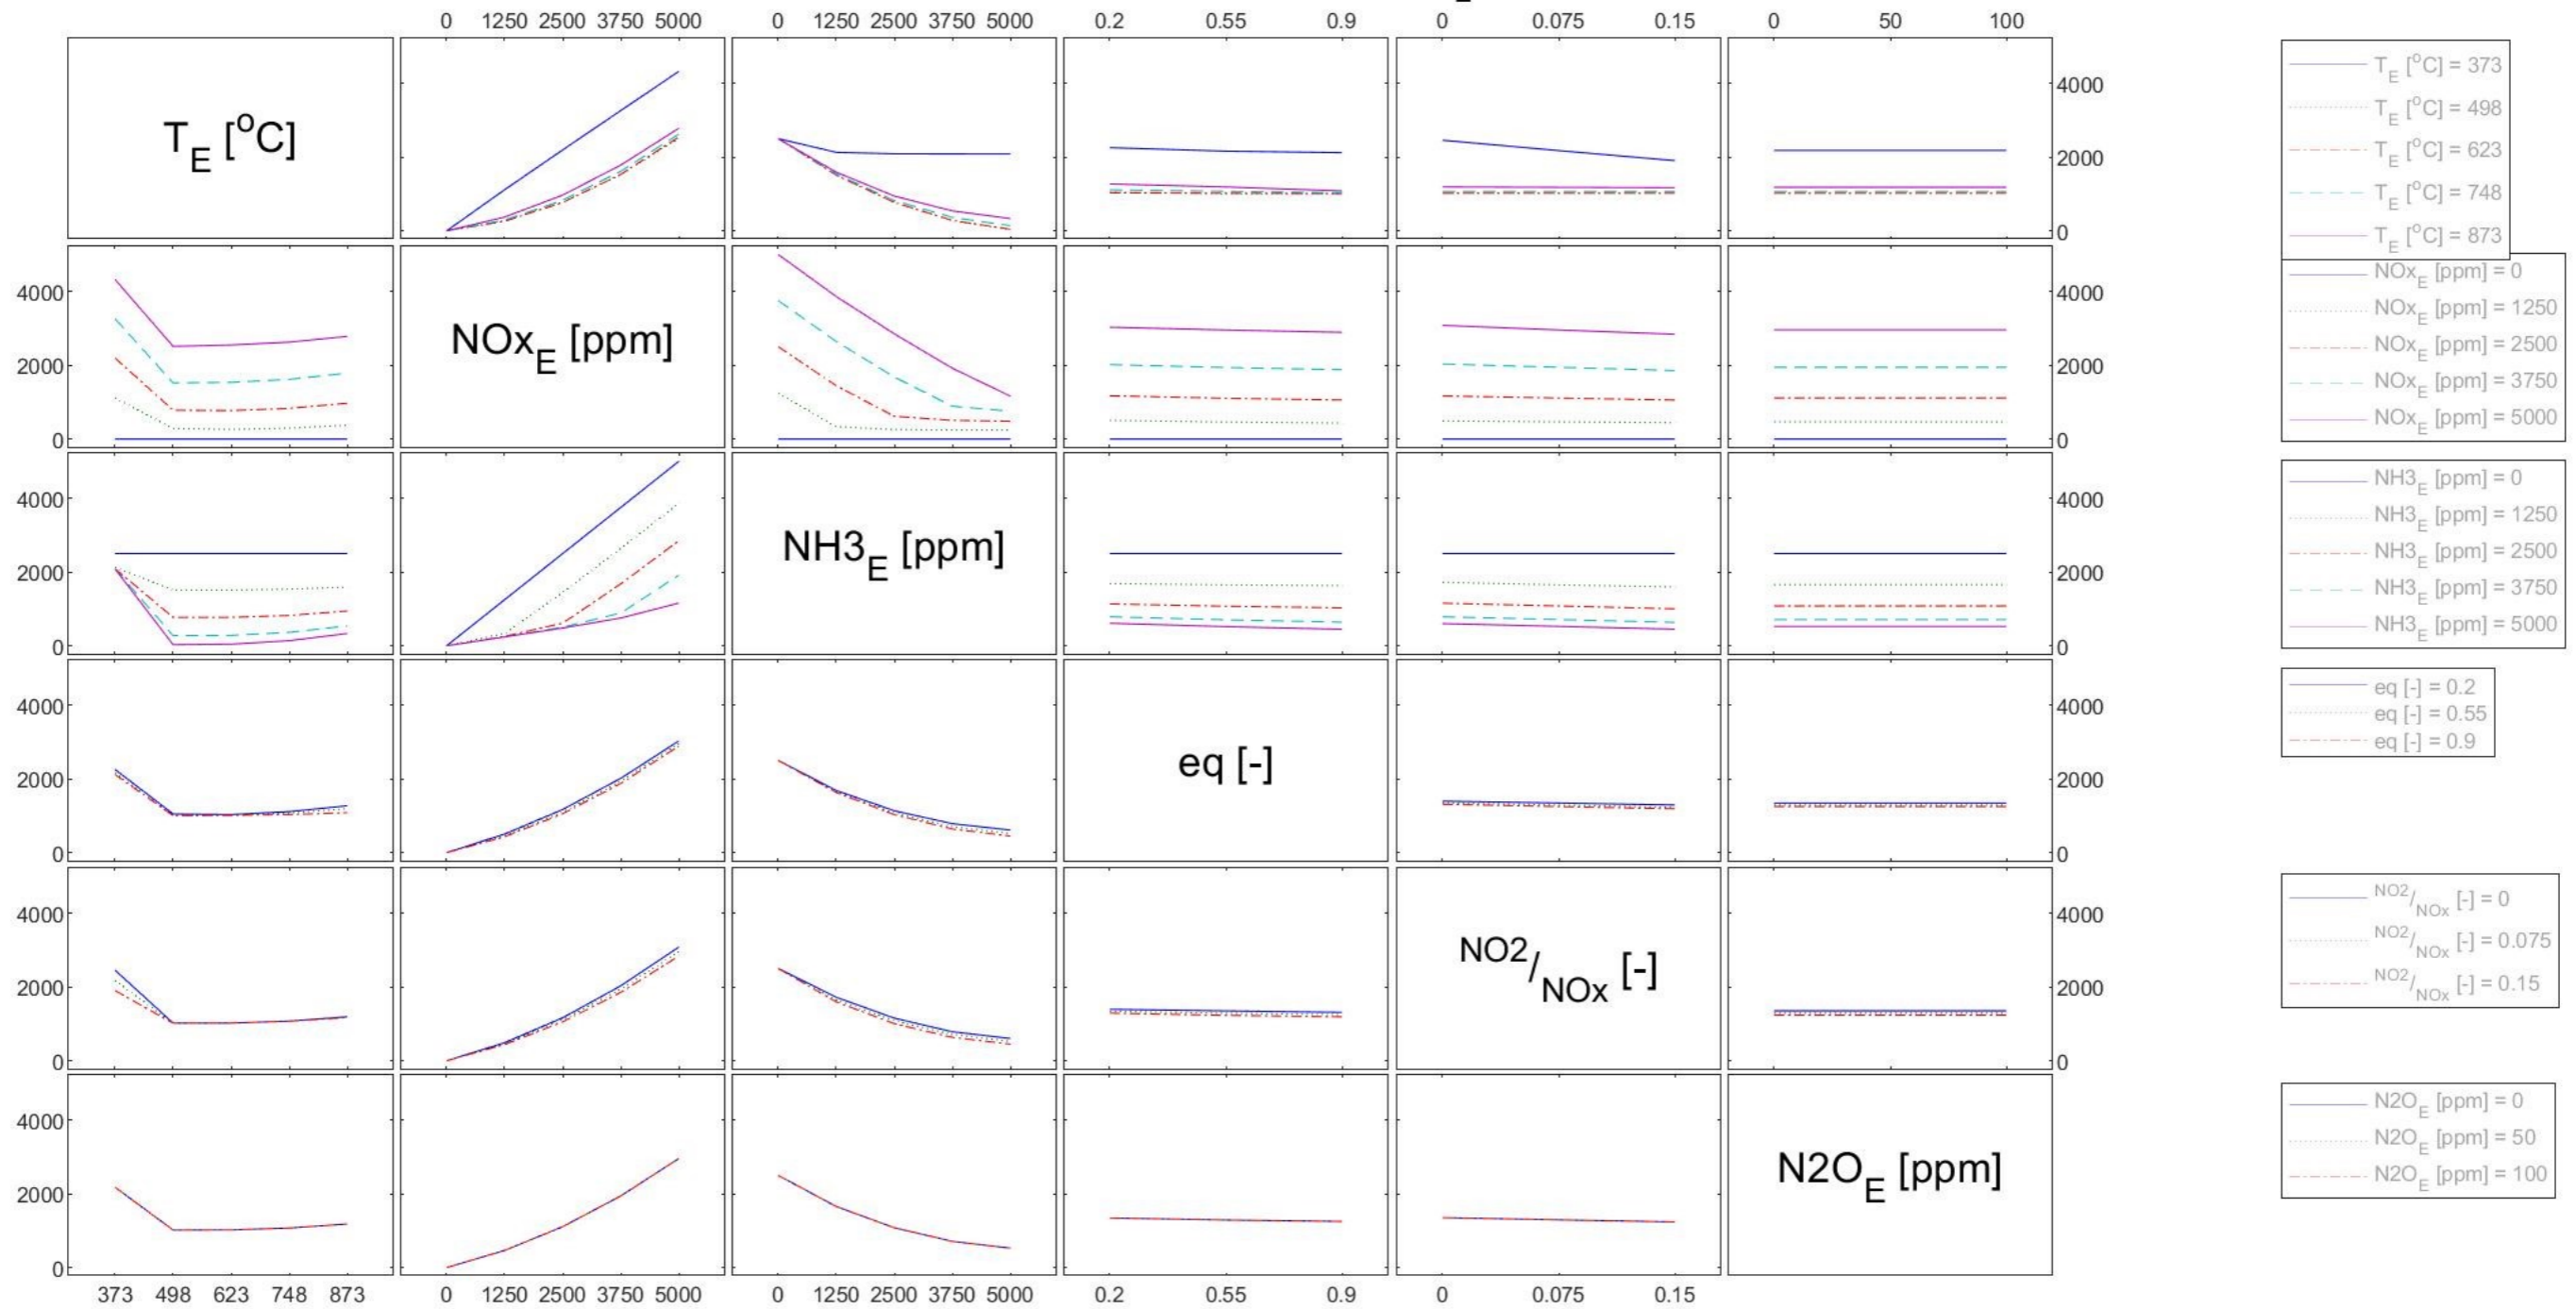 0 1250 2500 3750 5000 0 1250 2500 3750 5000 0.2 0.55 0.9 0 0.075 0.15 0 50 100
T_E [°C]
4000
2000
0
T_E [°C] = 373
T_E [°C] = 498
T_E [°C] = 623
T_E [°C] = 748
T_E [°C] = 873
4000
2000
0
NOx_E [ppm]
4000
2000
0
NOx_E [ppm] = 0
NOx_E [ppm] = 1250
NOx_E [ppm] = 2500
NOx_E [ppm] = 3750
NOx_E [ppm] = 5000
4000
2000
0
NH3_E [ppm]
4000
2000
0
NH3_E [ppm] = 0
NH3_E [ppm] = 1250
NH3_E [ppm] = 2500
NH3_E [ppm] = 3750
NH3_E [ppm] = 5000
4000
2000
0
eq [-]
4000
2000
0
eq [-] = 0.2
eq [-] = 0.55
eq [-] = 0.9
4000
2000
0
NO2/NOx [-]
4000
2000
0
NO2/NOx [-] = 0
NO2/NOx [-] = 0.075
NO2/NOx [-] = 0.15
4000
2000
0
N2O_E [ppm]
N2O_E [ppm] = 0
N2O_E [ppm] = 50
N2O_E [ppm] = 100
373 498 623 748 873 0 1250 2500 3750 5000 0 1250 2500 3750 5000 0.2 0.55 0.9 0 0.075 0.15